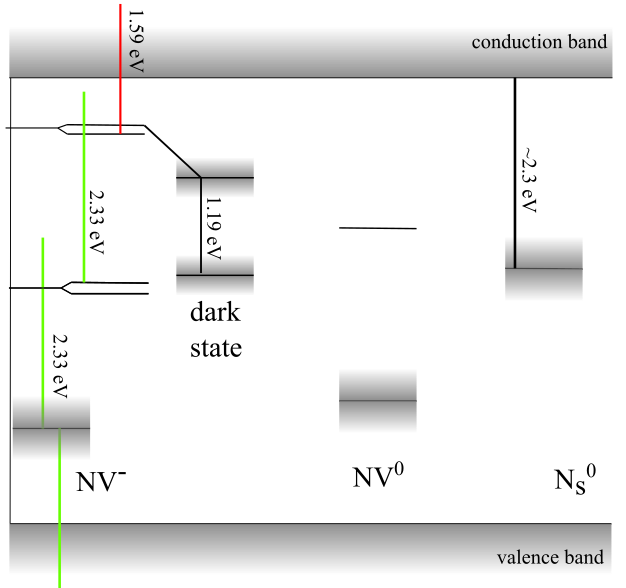 1.59 eV
conduction band
2.33 eV
1.19 eV
~2.3 eV
dark
state
2.33 eV
NV⁻
NV⁰
Nₛ⁰
valence band